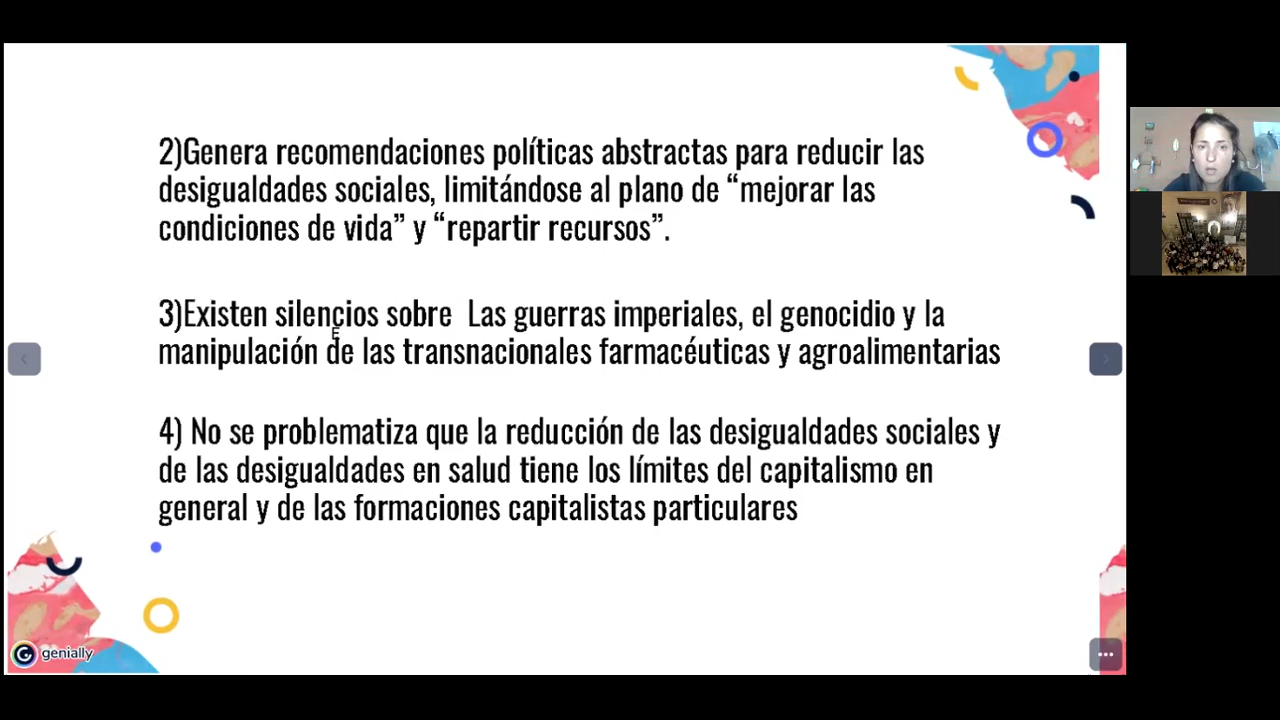 2)Genera recomendaciones políticas abstractas para reducir las
desigualdades sociales, limitándose al plano de “mejorar las
condiciones de vida” y “repartir recursos”.
3)Existen silencios sobre  Las guerras imperiales, el genocidio y la
E
manipulación de las transnacionales farmacéuticas y agroalimentarias
4) No se problematiza que la reducción de las desigualdades sociales y
de las desigualdades en salud tiene los límites del capitalismo en
general y de las formaciones capitalistas particulares
genially